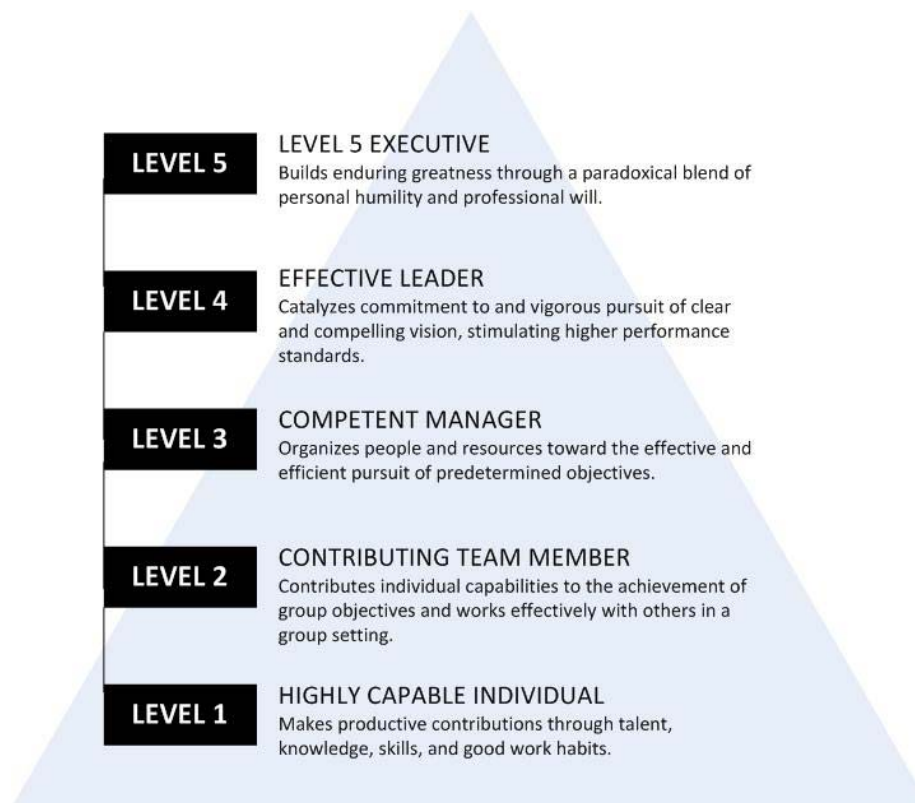 LEVEL 5
LEVEL 5 EXECUTIVE
Builds enduring greatness through a paradoxical blend of
personal humility and professional will.
LEVEL 4
EFFECTIVE LEADER
Catalyzes commitment to and vigorous pursuit of clear
and compelling vision, stimulating higher performance
standards.
LEVEL 3
COMPETENT MANAGER
Organizes people and resources toward the effective and
efficient pursuit of predetermined objectives.
LEVEL 2
CONTRIBUTING TEAM MEMBER
Contributes individual capabilities to the achievement of
group objectives and works effectively with others in a
group setting.
LEVEL 1
HIGHLY CAPABLE INDIVIDUAL
Makes productive contributions through talent,
knowledge, skills, and good work habits.